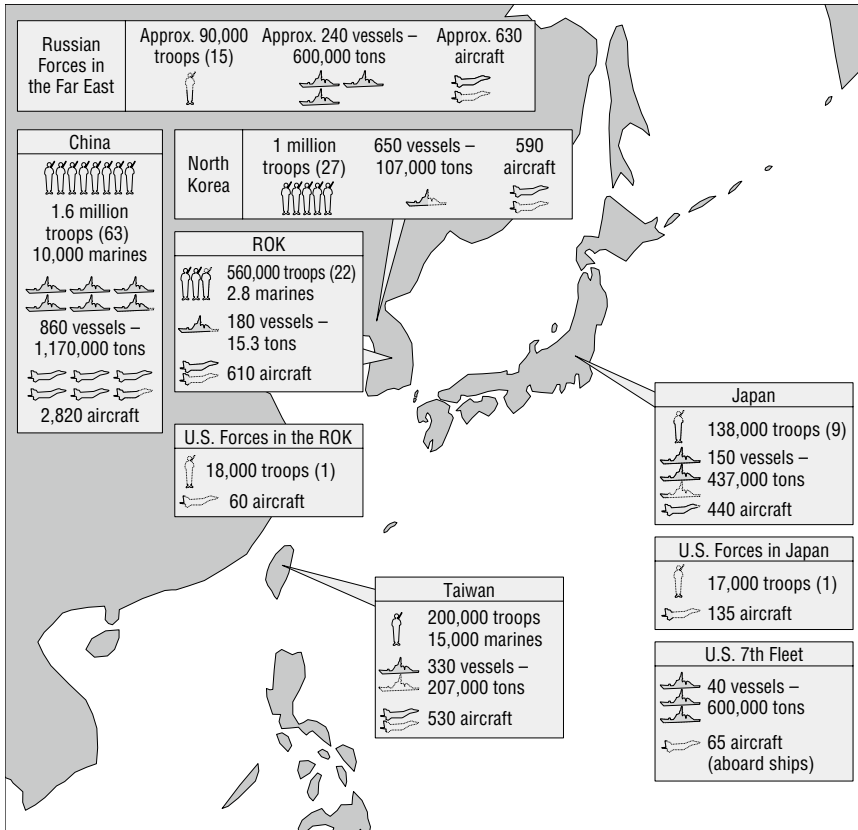 Russian
Forces in
the Far East
Approx. 90,000
troops (15)
Approx. 240 vessels –
600,000 tons
Approx. 630
aircraft
China
1.6 million
troops (63)
10,000 marines
860 vessels –
1,170,000 tons
2,820 aircraft
North
Korea
1 million
troops (27)
650 vessels –
107,000 tons
590
aircraft
ROK
560,000 troops (22)
2.8 marines
180 vessels –
15.3 tons
610 aircraft
U.S. Forces in the ROK
18,000 troops (1)
60 aircraft
Japan
138,000 troops (9)
150 vessels –
437,000 tons
440 aircraft
U.S. Forces in Japan
17,000 troops (1)
135 aircraft
Taiwan
200,000 troops
15,000 marines
330 vessels –
207,000 tons
530 aircraft
U.S. 7th Fleet
40 vessels –
600,000 tons
65 aircraft
(aboard ships)